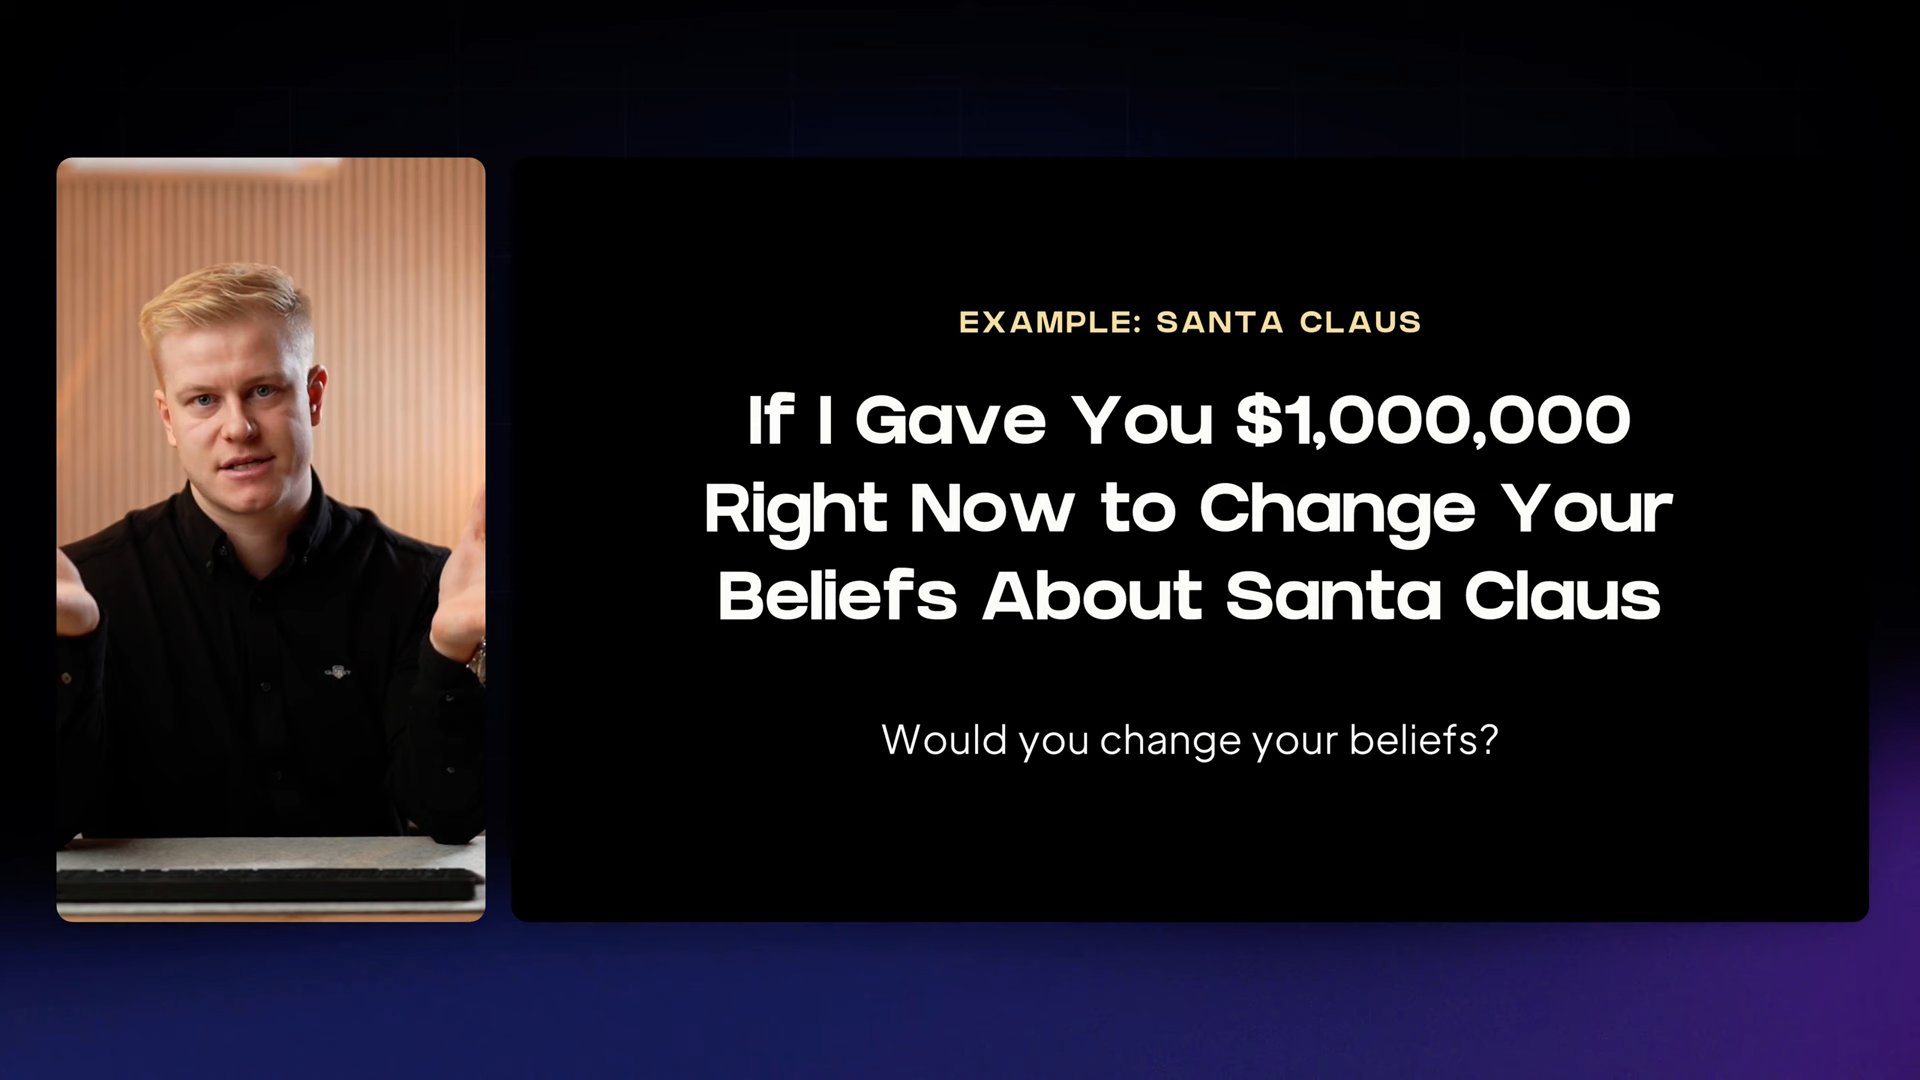 EXAMPLE: SANTA CLAUS
If I Gave You $1,000,000
Right Now to Change Your
Beliefs About Santa Claus
Would you change your beliefs?